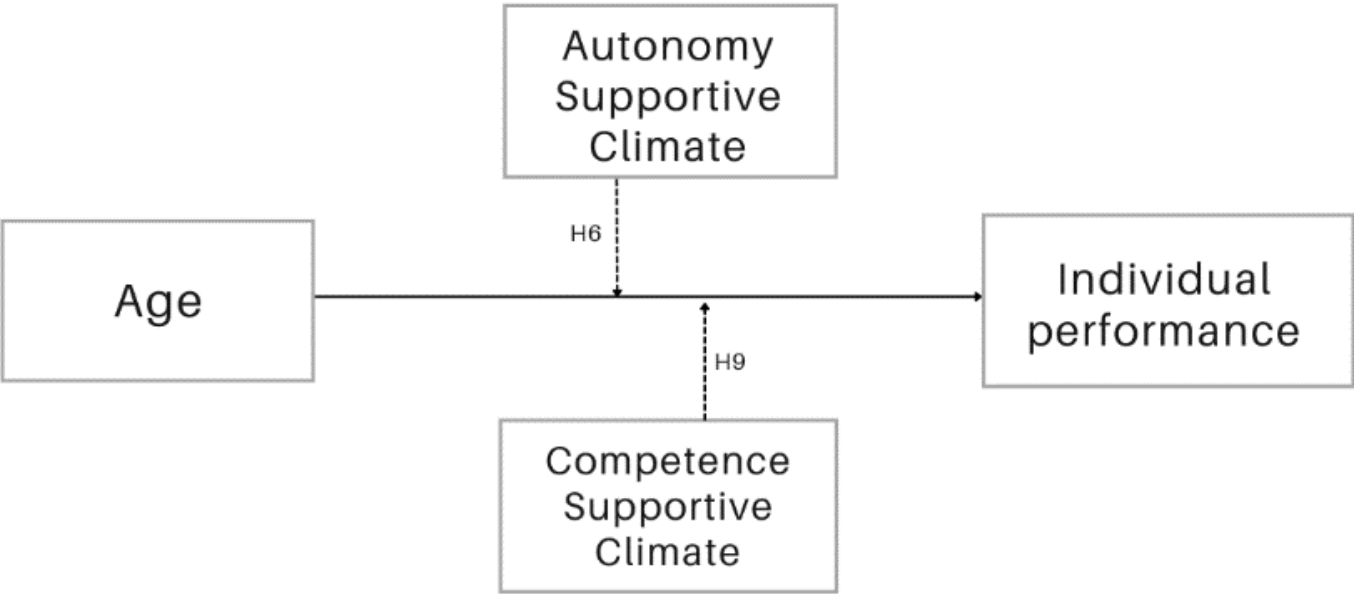 Autonomy
Supportive
Climate
H6
Age
Individual
performance
H9
Competence
Supportive
Climate